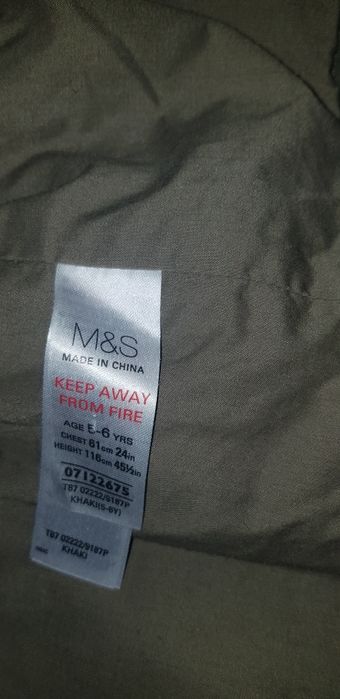 M&S
MADE IN CHINA
KEEP AWAY
FROM FIRE
AGE 5-6 YRS
CHEST 61cm 24in
HEIGHT 116cm 45½in
07122675
T87 02222/9187P
KHAKI(5-6Y)
T87 02222/9187P
KHAKI